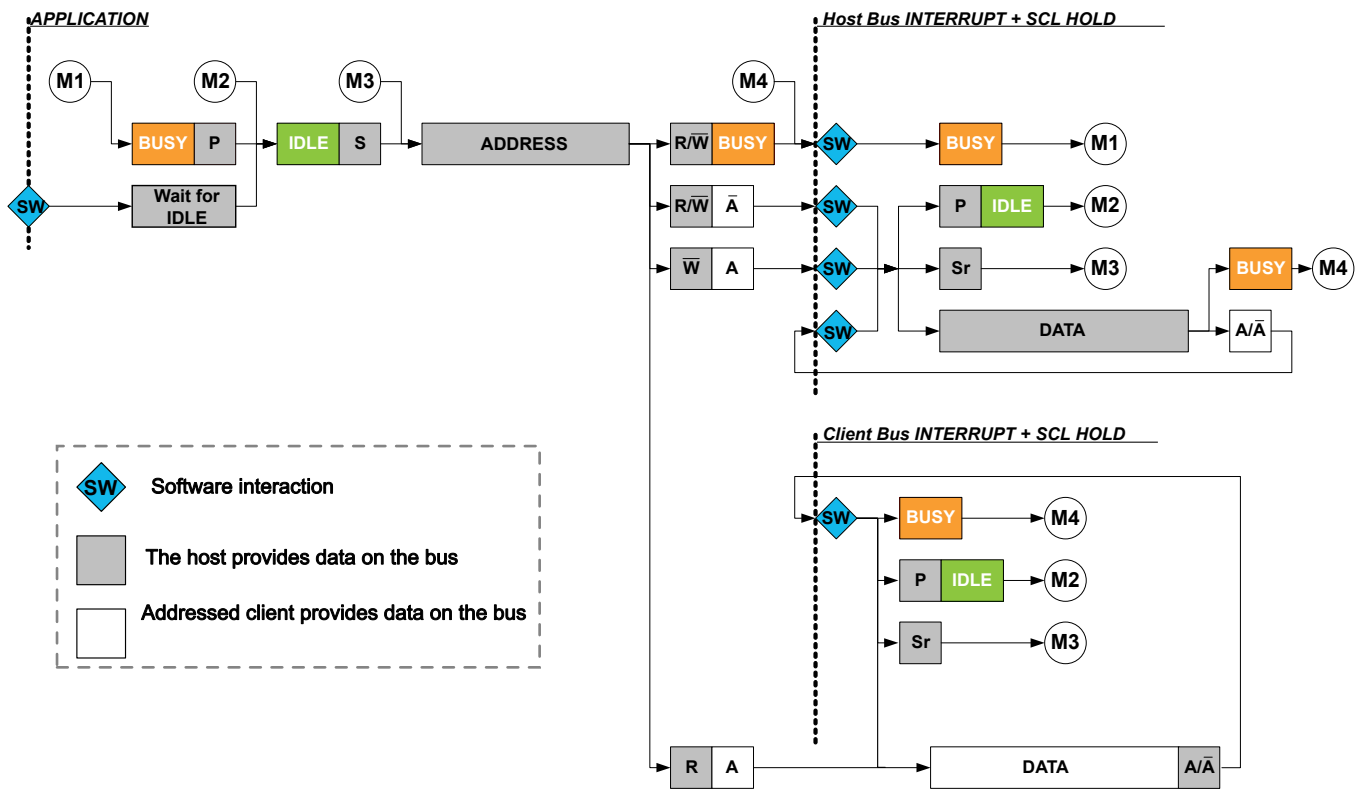 APPLICATION
Host Bus INTERRUPT + SCL HOLD
M1
M2
M3
M4
BUSY P
IDLE S
ADDRESS
R/W̅ BUSY
SW
BUSY
M1
SW
Wait for
IDLE
R/W̅ A̅
SW
P IDLE
M2
W̅ A
SW
Sr
M3
BUSY
M4
SW
DATA
A/A̅
Client Bus INTERRUPT + SCL HOLD
SW
Software interaction
SW
BUSY
M4
The host provides data on the bus
P IDLE
M2
Addressed client provides data on the bus
Sr
M3
R A
DATA
A/A̅